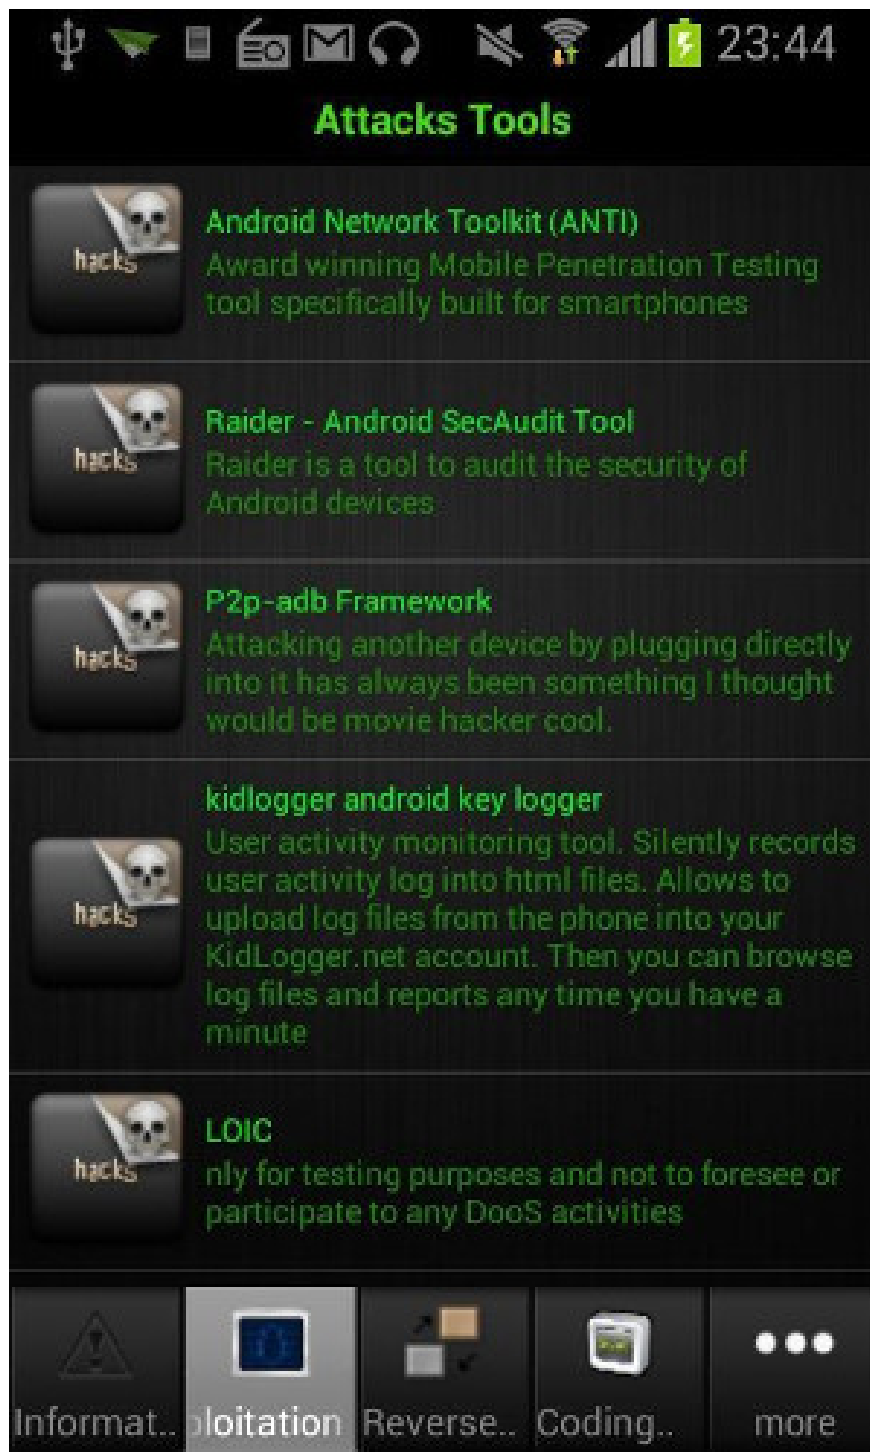 23:44
Attacks Tools
hacks
Android Network Toolkit (ANTI)
Award winning Mobile Penetration Testing
tool specifically built for smartphones
hacks
Raider - Android SecAudit Tool
Raider is a tool to audit the security of
Android devices
hacks
P2p-adb Framework
Attacking another device by plugging directly
into it has always been something I thought
would be movie hacker cool.
hacks
kidlogger android key logger
User activity monitoring tool. Silently records
user activity log into html files. Allows to
upload log files from the phone into your
KidLogger.net account. Then you can browse
log files and reports any time you have a
minute
hacks
LOIC
nly for testing purposes and not to foresee or
participate to any DooS activities
Informat..
loitation
Reverse..
Coding..
more